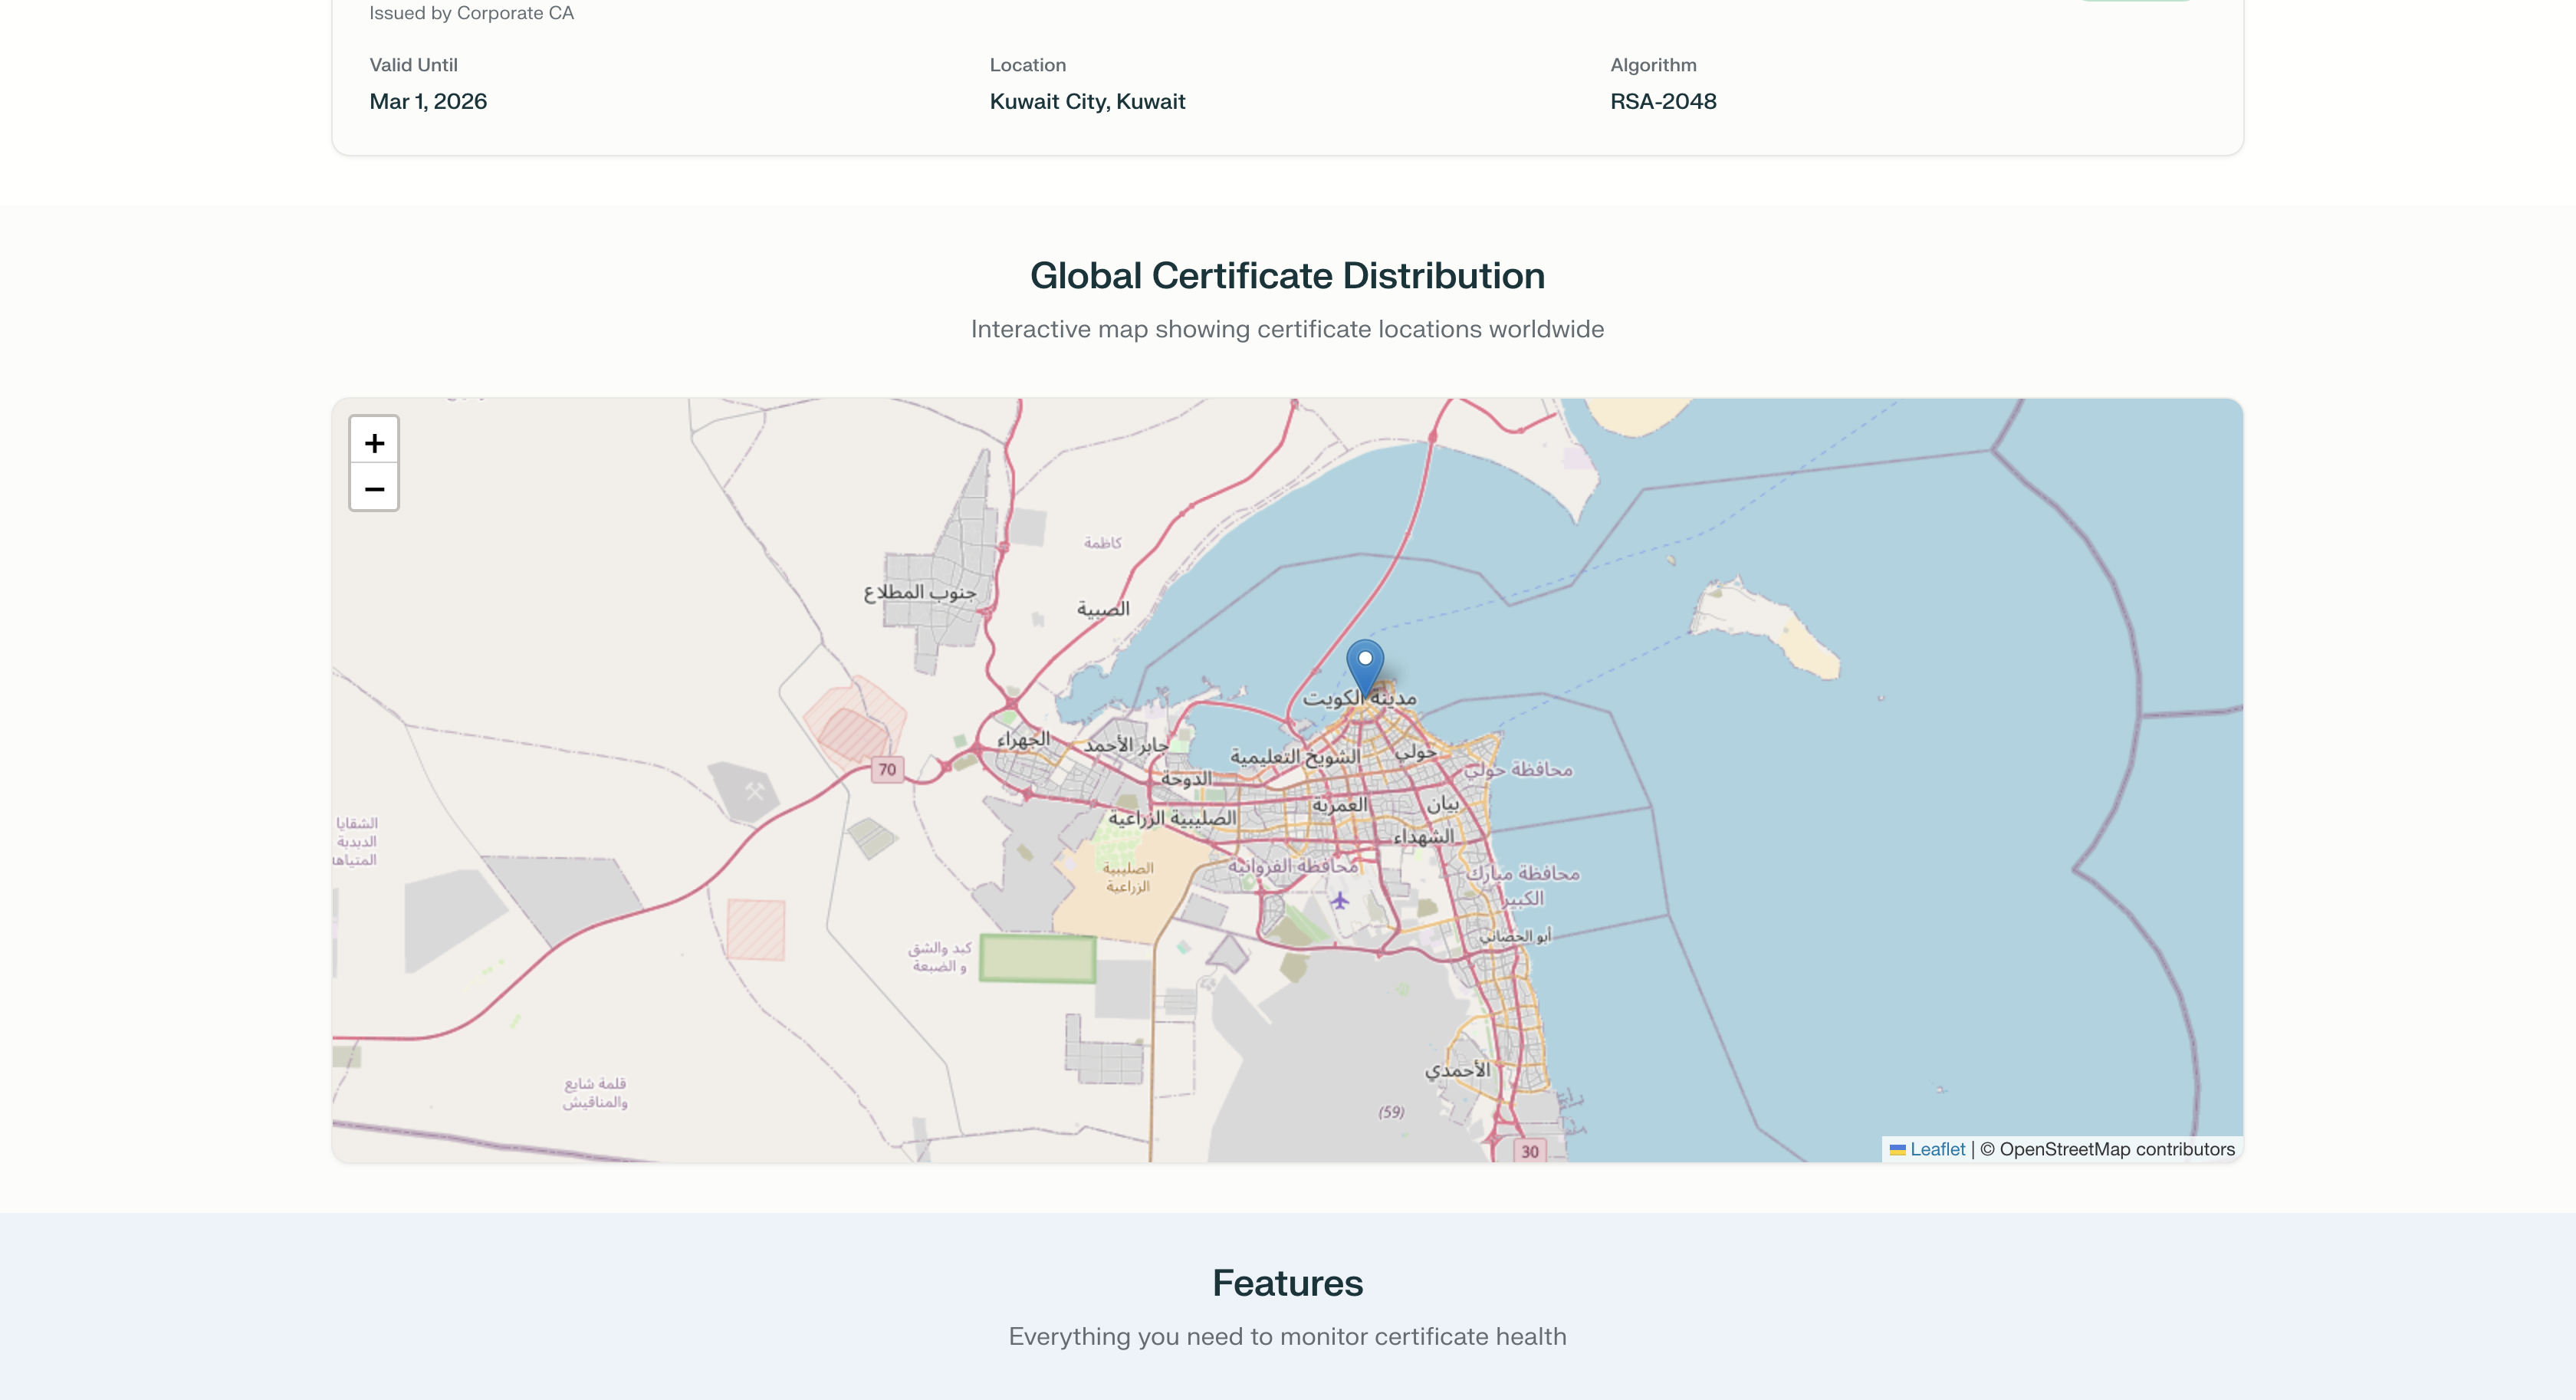 Issued by Corporate CA
Valid Until
Location
Algorithm
Mar 1, 2026
Kuwait City, Kuwait
RSA-2048
Global Certificate Distribution
Interactive map showing certificate locations worldwide
+
−
كاظمة
جنوب المطلاع
الصبية
مدينة الكويت
الجهراء
جابر الأحمد
الشويخ التعليمية
حولي
70
الدوحة
محافظة حولي
العمرية
بيان
الصليبية الزراعية
الشهداء
الشقايا
الدبدبة
المتياهة
محافظة الفروانية
الصليبية
الزراعية
محافظة مبارك
الكبير
أبو الحصاني
كبد والشق
و الضبعة
الأحمدي
قلمة شايع
والمناقيش
(59)
30
Leaflet | © OpenStreetMap contributors
Features
Everything you need to monitor certificate health